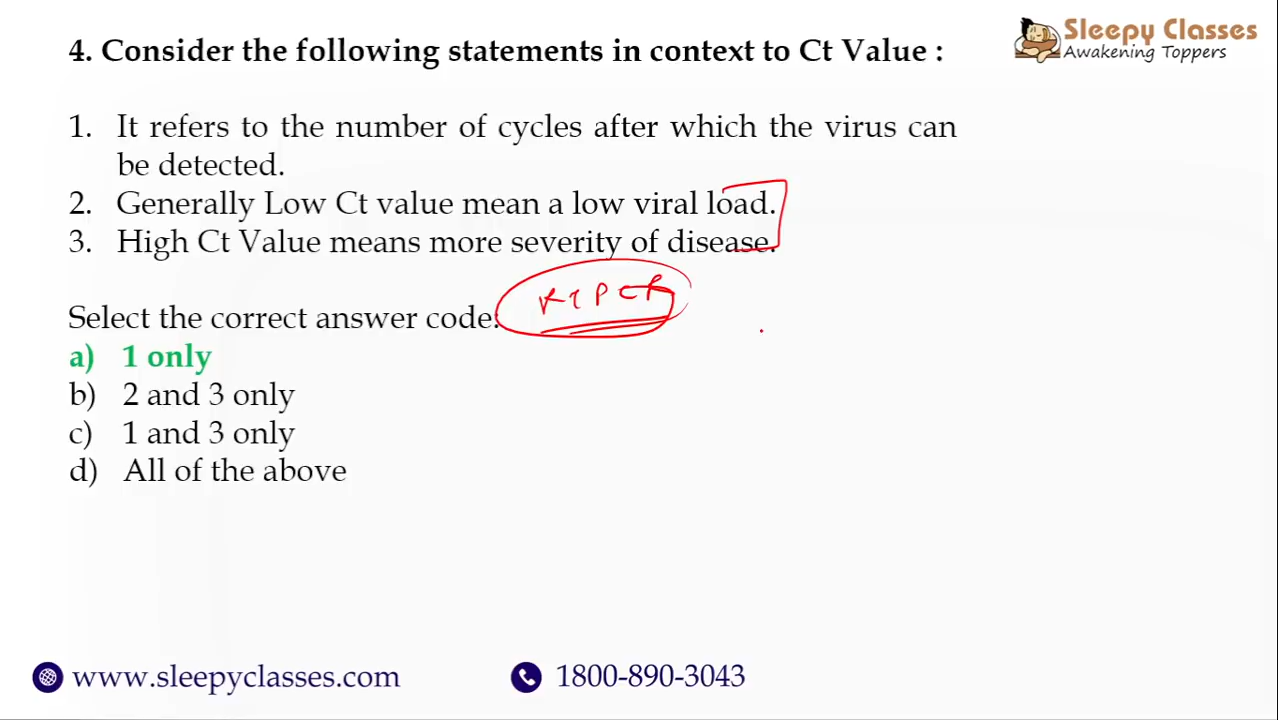 Sleepy Classes
Awakening Toppers
4. Consider the following statements in context to Ct Value :
1. It refers to the number of cycles after which the virus can
be detected.
2. Generally Low Ct value mean a low viral load.
3. High Ct Value means more severity of disease.
RTPCR
Select the correct answer code:
a) 1 only
b) 2 and 3 only
c) 1 and 3 only
d) All of the above
www.sleepyclasses.com 1800-890-3043